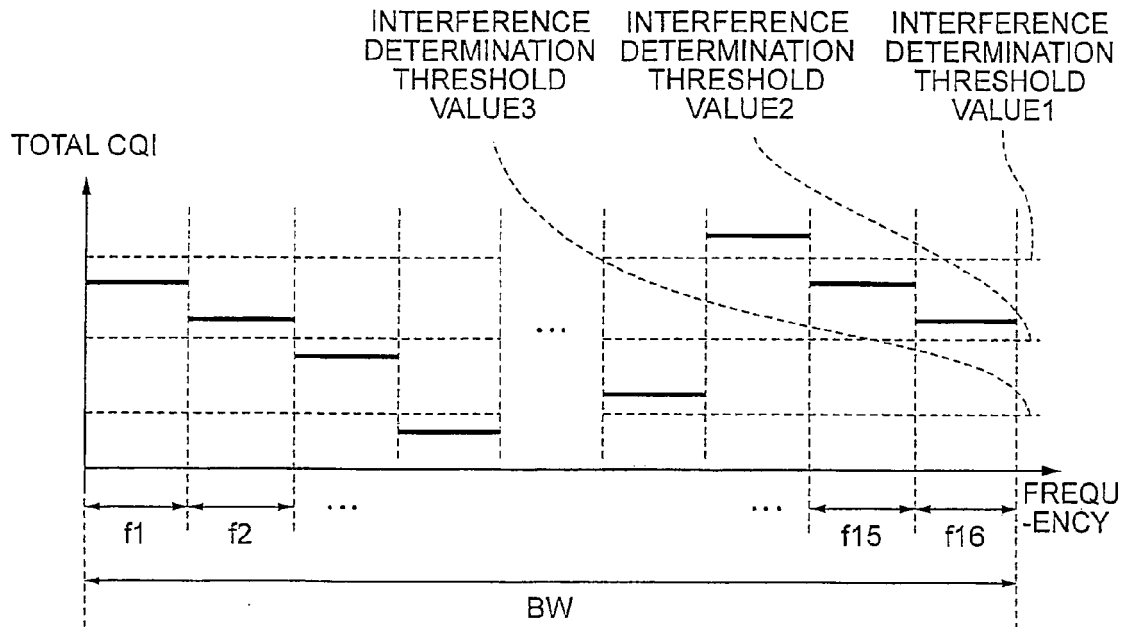 INTERFERENCE
DETERMINATION
THRESHOLD
VALUE3
INTERFERENCE
DETERMINATION
THRESHOLD
VALUE2
INTERFERENCE
DETERMINATION
THRESHOLD
VALUE1
TOTAL CQI
...
FREQU
-ENCY
f1
f2
...
...
f15
f16
BW